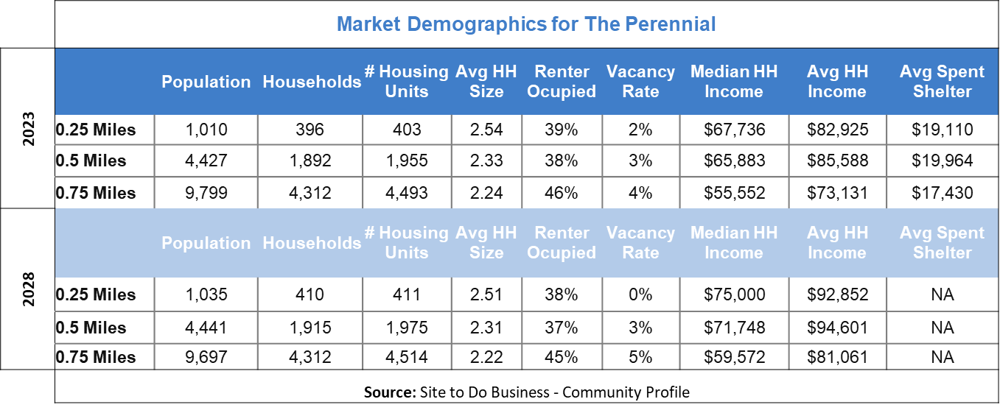 Market Demographics for The Perennial
2023
Population Households # Housing Units Avg HH Size Renter Ocupied Vacancy Rate Median HH Income Avg HH Income Avg Spent Shelter
0.25 Miles 1,010 396 403 2.54 39% 2% $67,736 $82,925 $19,110
0.5 Miles 4,427 1,892 1,955 2.33 38% 3% $65,883 $85,588 $19,964
0.75 Miles 9,799 4,312 4,493 2.24 46% 4% $55,552 $73,131 $17,430
2028
Population Households # Housing Units Avg HH Size Renter Ocupied Vacancy Rate Median HH Income Avg HH Income Avg Spent Shelter
0.25 Miles 1,035 410 411 2.51 38% 0% $75,000 $92,852 NA
0.5 Miles 4,441 1,915 1,975 2.31 37% 3% $71,748 $94,601 NA
0.75 Miles 9,697 4,312 4,514 2.22 45% 5% $59,572 $81,061 NA
Source: Site to Do Business - Community Profile